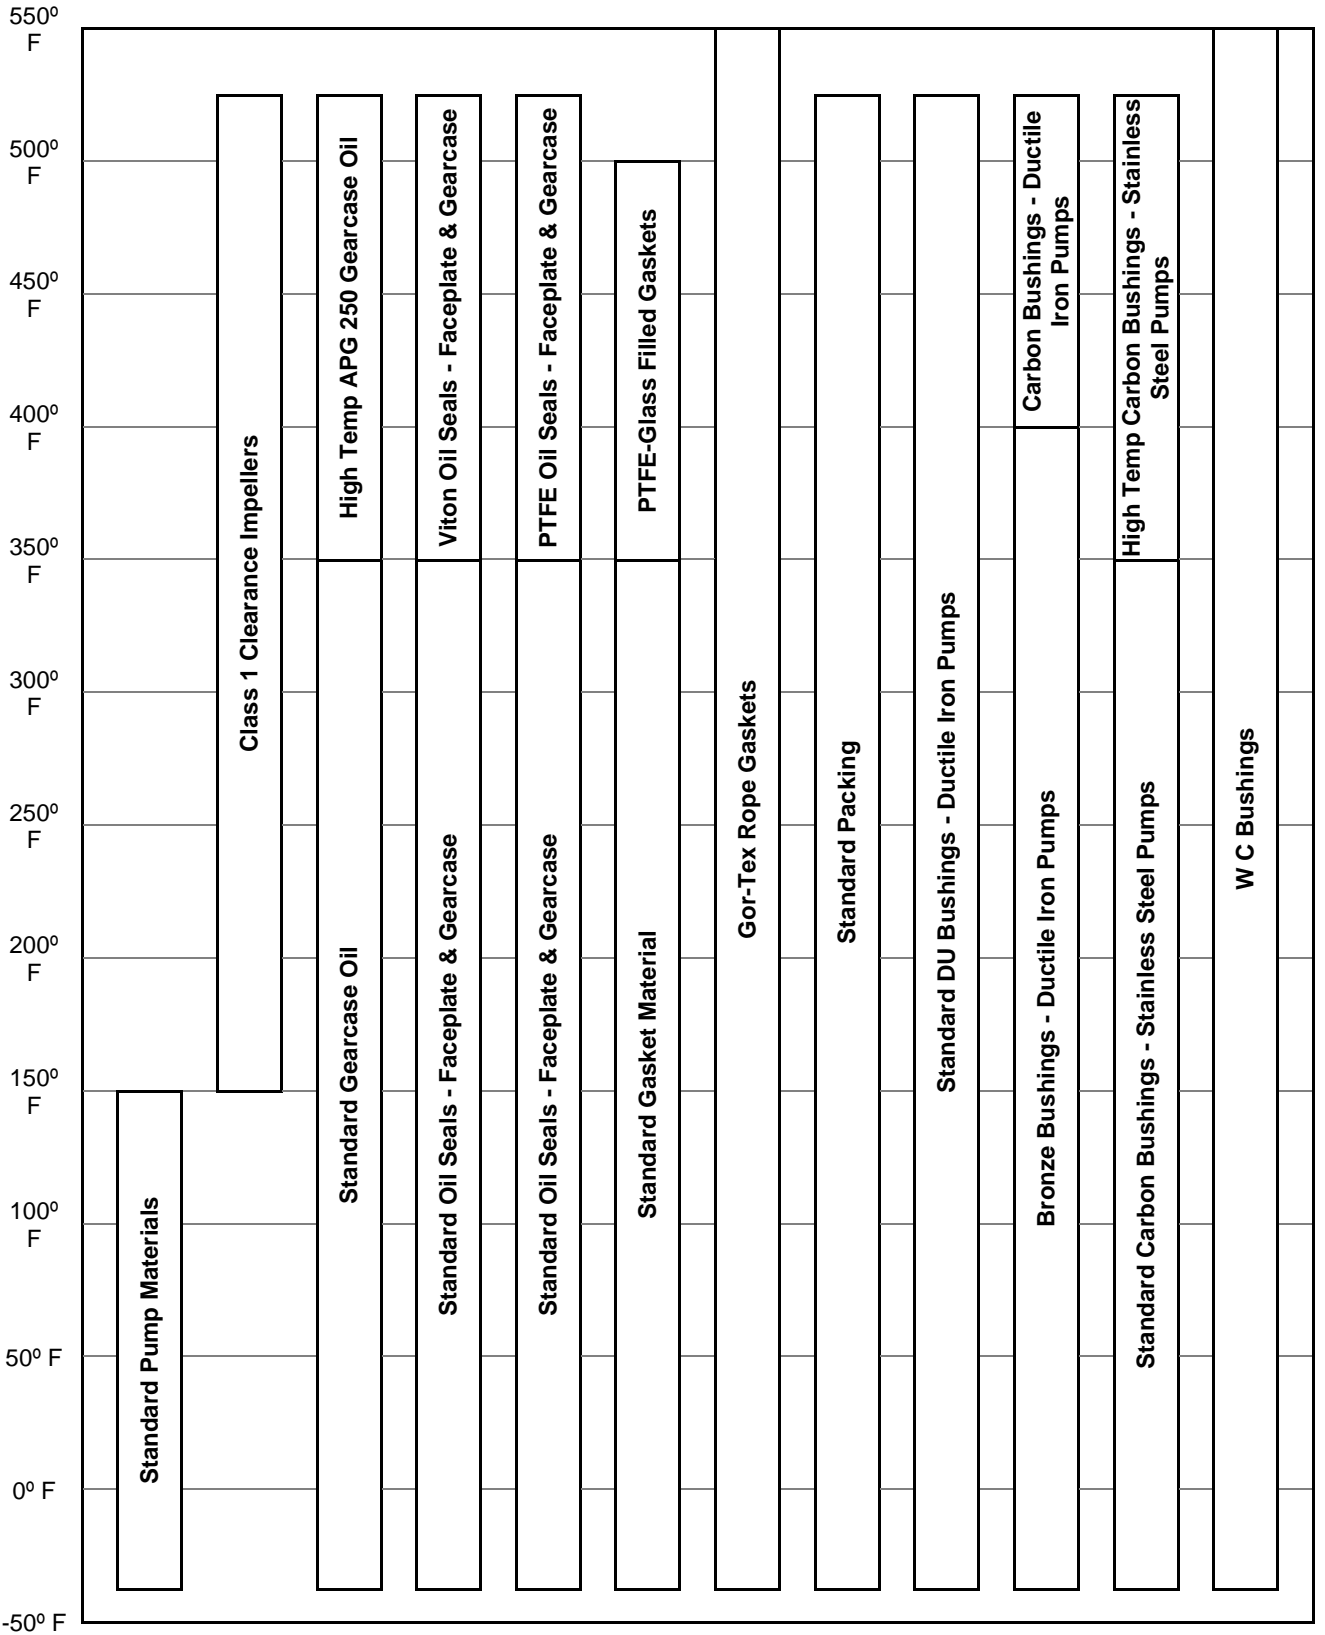 550º
F
500º
F
450º
F
400º
F
350º
F
300º
F
250º
F
200º
F
150º
F
100º
F
50º F
0º F
-50º F
Standard Pump Materials
Class 1 Clearance Impellers
High Temp APG 250 Gearcase Oil
Standard Gearcase Oil
Viton Oil Seals - Faceplate & Gearcase
Standard Oil Seals - Faceplate & Gearcase
PTFE Oil Seals - Faceplate & Gearcase
Standard Oil Seals - Faceplate & Gearcase
PTFE-Glass Filled Gaskets
Standard Gasket Material
Gor-Tex Rope Gaskets
Standard Packing
Standard DU Bushings - Ductile Iron Pumps
Carbon Bushings - Ductile
Iron Pumps
Bronze Bushings - Ductile Iron Pumps
High Temp Carbon Bushings - Stainless
Steel Pumps
Standard Carbon Bushings - Stainless Steel Pumps
W C Bushings